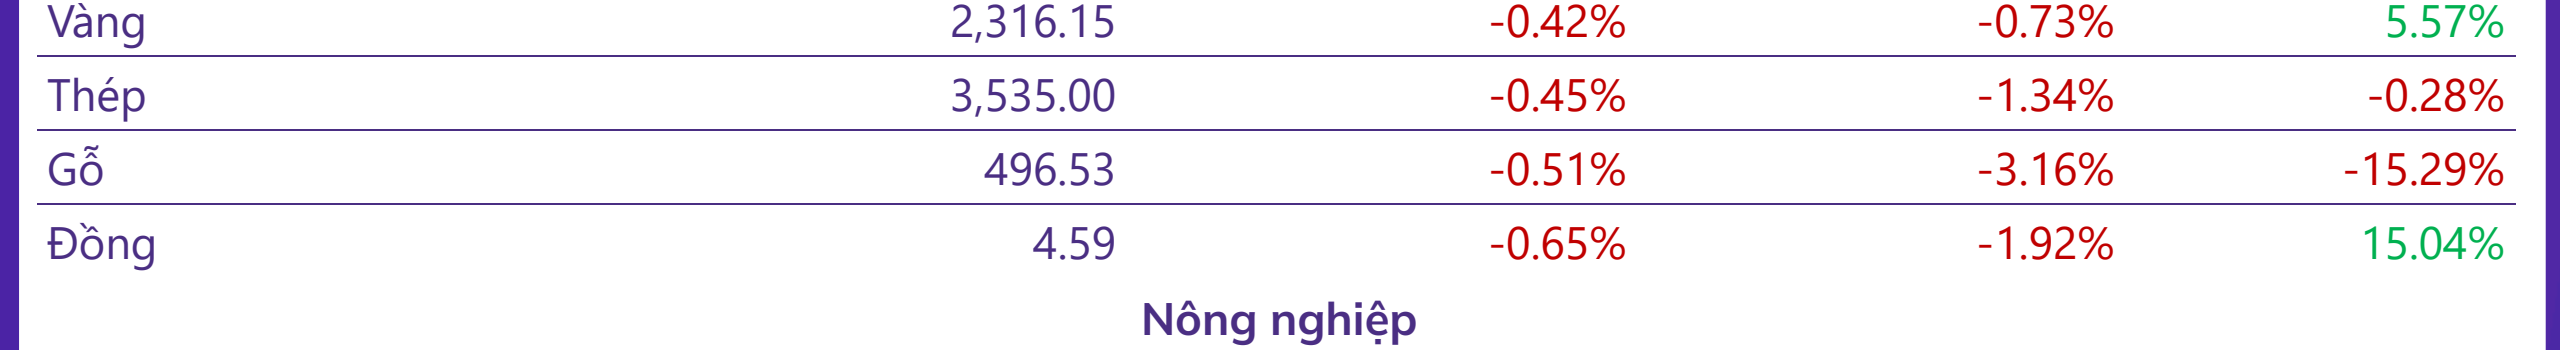 Vàng 2,316.15 -0.42% -0.73% 5.57%
Thép 3,535.00 -0.45% -1.34% -0.28%
Gỗ 496.53 -0.51% -3.16% -15.29%
Đồng 4.59 -0.65% -1.92% 15.04%
Nông nghiệp